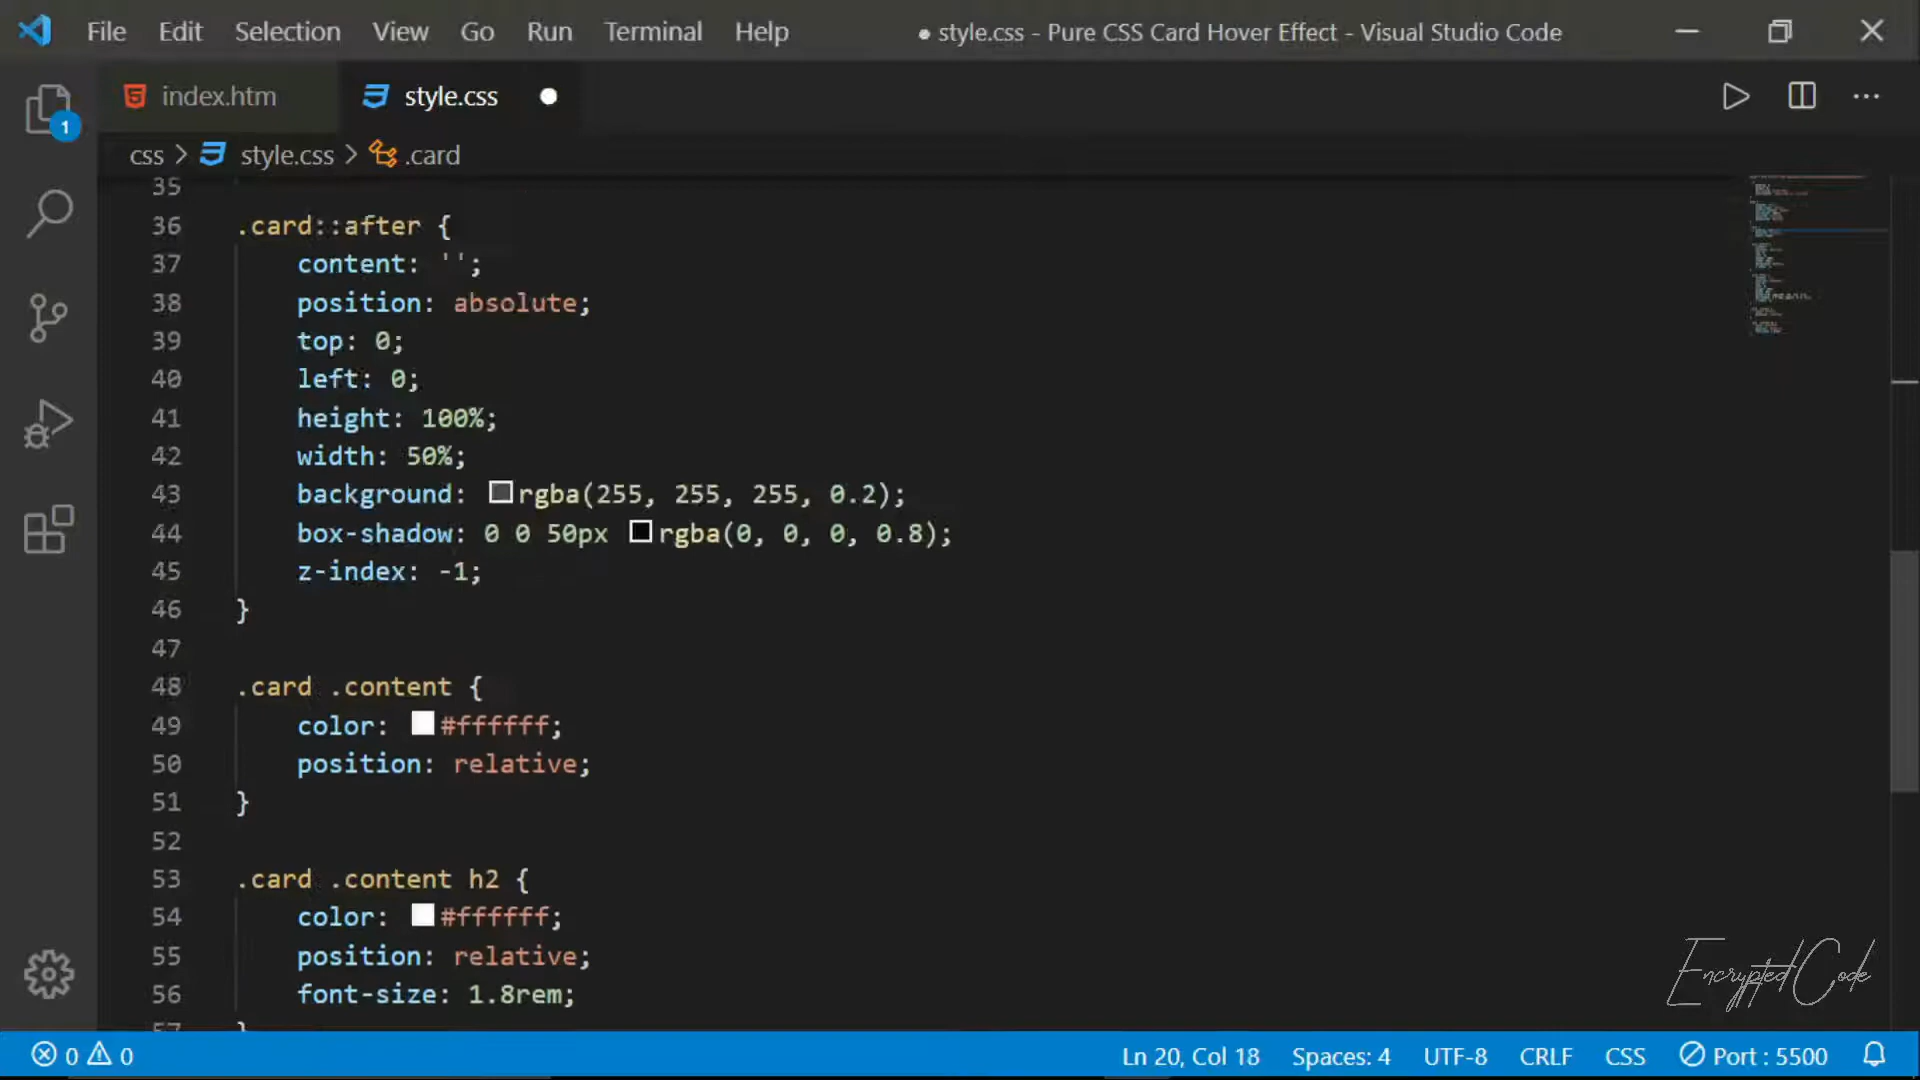 File Edit Selection View Go Run Terminal Help ● style.css - Pure CSS Card Hover Effect - Visual Studio Code
index.htm style.css
css > style.css > .card
1
35
36 .card::after {
37 content: '';
38 position: absolute;
39 top: 0;
40 left: 0;
41 height: 100%;
42 width: 50%;
43 background: rgba(255, 255, 255, 0.2);
44 box-shadow: 0 0 50px rgba(0, 0, 0, 0.8);
45 z-index: -1;
46 }
47
48 .card .content {
49 color: #ffffff;
50 position: relative;
51 }
52
53 .card .content h2 {
54 color: #ffffff;
55 position: relative;
56 font-size: 1.8rem;
57 }
Encrypted Code
0 0 Ln 20, Col 18 Spaces: 4 UTF-8 CRLF CSS Port : 5500